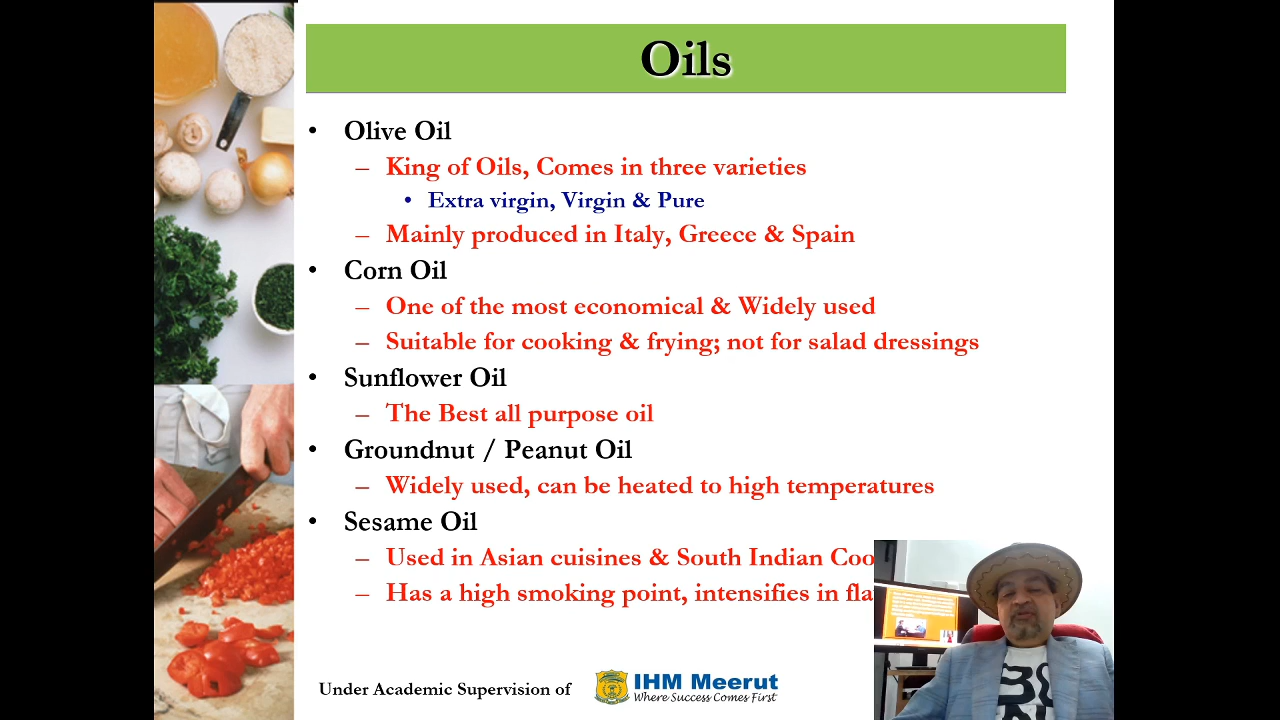 Oils
• Olive Oil
– King of Oils, Comes in three varieties
• Extra virgin, Virgin & Pure
– Mainly produced in Italy, Greece & Spain
• Corn Oil
– One of the most economical & Widely used
– Suitable for cooking & frying; not for salad dressings
• Sunflower Oil
– The Best all purpose oil
• Groundnut / Peanut Oil
– Widely used, can be heated to high temperatures
• Sesame Oil
– Used in Asian cuisines & South Indian
– Has a high smoking point, intensifies in
Under Academic Supervision of
IHM Meerut
Where Success Comes First